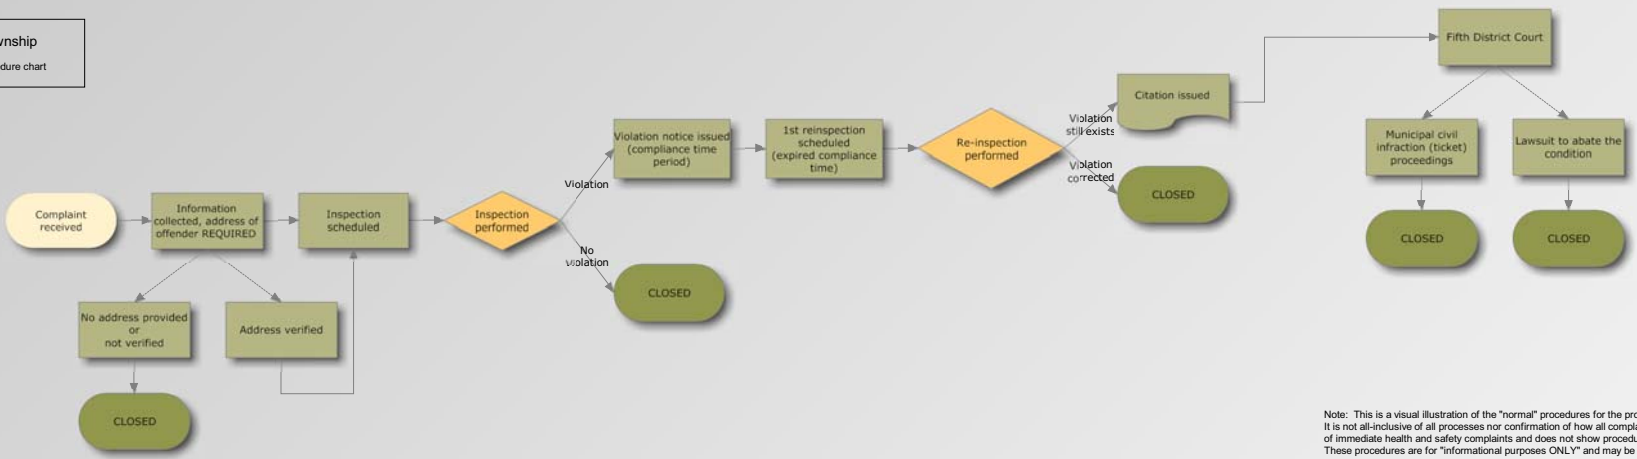 wnship
dure chart
Complaint
received
Information
collected, address of
offender REQUIRED
Inspection
scheduled
No address provided
or
not verified
Address verified
CLOSED
Inspection
performed
Violation
No
violation
Violation notice issued
(compliance time
period)
CLOSED
1st reinspection
scheduled
(expired compliance
time)
Re-inspection
performed
Violation
still exists
Violation
corrected
Citation issued
CLOSED
Fifth District Court
Municipal civil
infraction (ticket)
proceedings
Lawsuit to abate the
condition
CLOSED
CLOSED
Note: This is a visual illustration of the "normal" procedures for the pro
It is not all-inclusive of all processes nor confirmation of how all compla
of immediate health and safety complaints and does not show procedu
These procedures are for "informational purposes ONLY" and may be